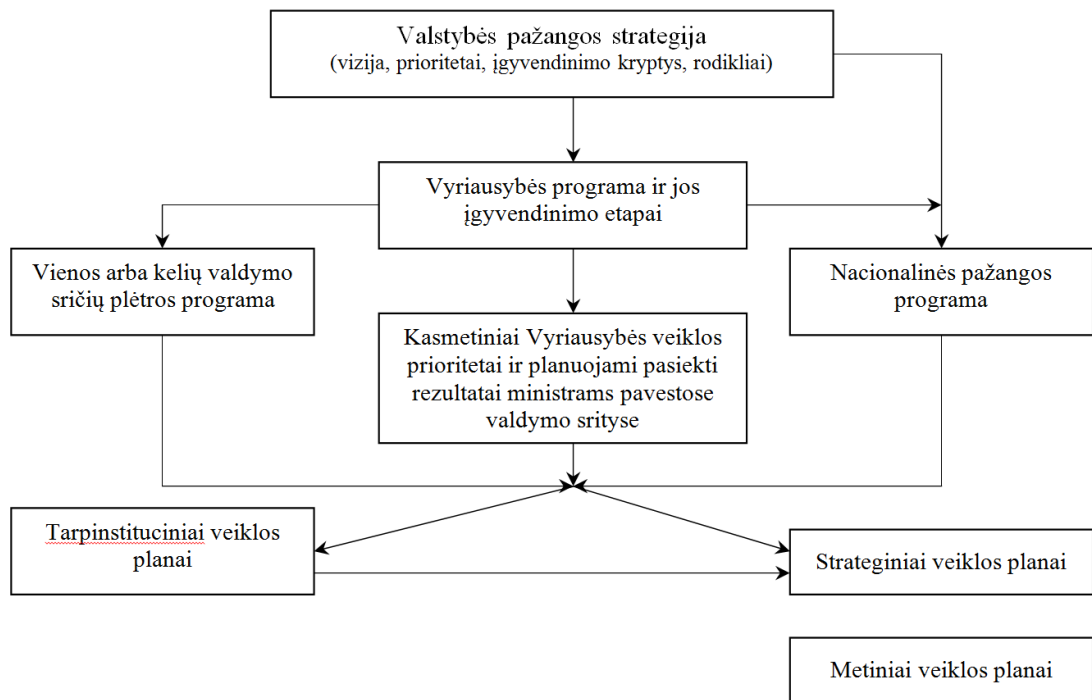 Valstybės pažangos strategija
(vizija, prioritetai, įgyvendinimo kryptys, rodikliai)
Vyriausybės programa ir jos
įgyvendinimo etapai
Vienos arba kelių valdymo
sričių plėtros programa
Nacionalinės pažangos
programa
Kasmetiniai Vyriausybės veiklos
prioritetai ir planuojami pasiekti
rezultatai ministrams pavestose
valdymo srityse
Tarpinstituciniai veiklos
planai
Strateginiai veiklos planai
Metiniai veiklos planai